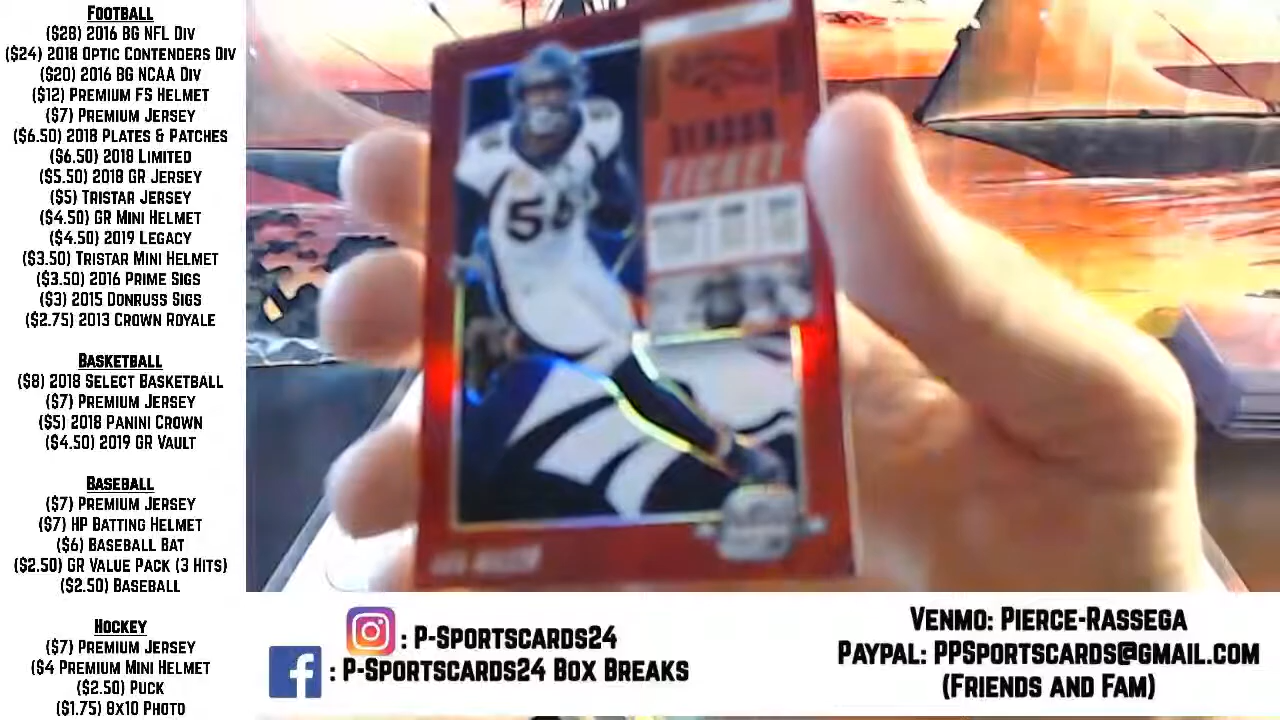 Football
($28) 2016 BG NFL Div
($24) 2018 Optic Contenders Div
($20) 2016 BG NCAA Div
($12) Premium FS Helmet
($7) Premium Jersey
($6.50) 2018 Plates & Patches
($6.50) 2018 Limited
($5.50) 2018 GR Jersey
($5) Tristar Jersey
($4.50) GR Mini Helmet
($4.50) 2019 Legacy
($3.50) Tristar Mini Helmet
($3.50) 2016 Prime Sigs
($3) 2015 Donruss Sigs
($2.75) 2013 Crown Royale
Basketball
($8) 2018 Select Basketball
($7) Premium Jersey
($5) 2018 Panini Crown
($4.50) 2019 GR Vault
Baseball
($7) Premium Jersey
($7) HP Batting Helmet
($6) Baseball Bat
($2.50) GR Value Pack (3 Hits)
($2.50) Baseball
Hockey
($7) Premium Jersey
($4 Premium Mini Helmet
($2.50) Puck
($1.75) 8x10 Photo
Season
Ticket
: P-Sportscards24
: P-Sportscards24 Box Breaks
Venmo: Pierce-Rassega
Paypal: PPSportscards@gmail.com
(Friends and Fam)